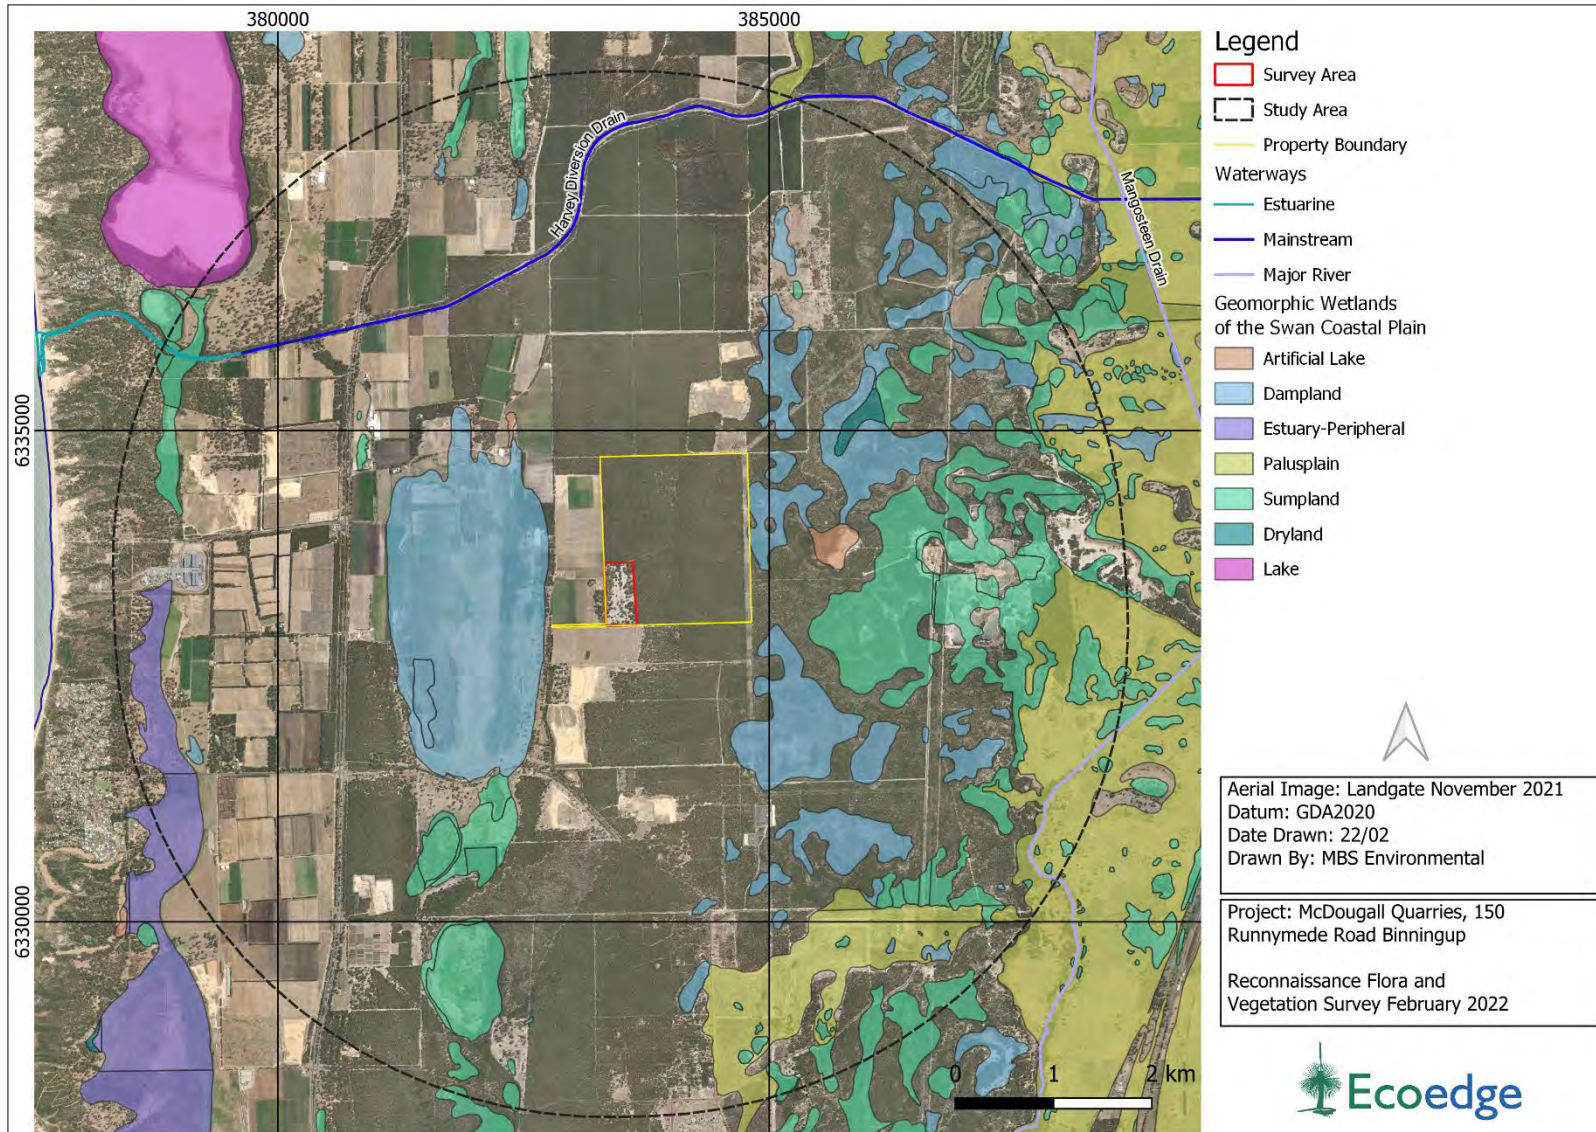 380000
385000
6335000
6330000
Harvey Diversion Drain
Mangosteen Drain
0 1 2 km
Legend
Survey Area
Study Area
Property Boundary
Waterways
Estuarine
Mainstream
Major River
Geomorphic Wetlands
of the Swan Coastal Plain
Artificial Lake
Dampland
Estuary-Peripheral
Palusplain
Sumpland
Dryland
Lake
Aerial Image: Landgate November 2021
Datum: GDA2020
Date Drawn: 22/02
Drawn By: MBS Environmental
Project: McDougall Quarries, 150
Runnymede Road Binningup
Reconnaissance Flora and
Vegetation Survey February 2022
Ecoedge